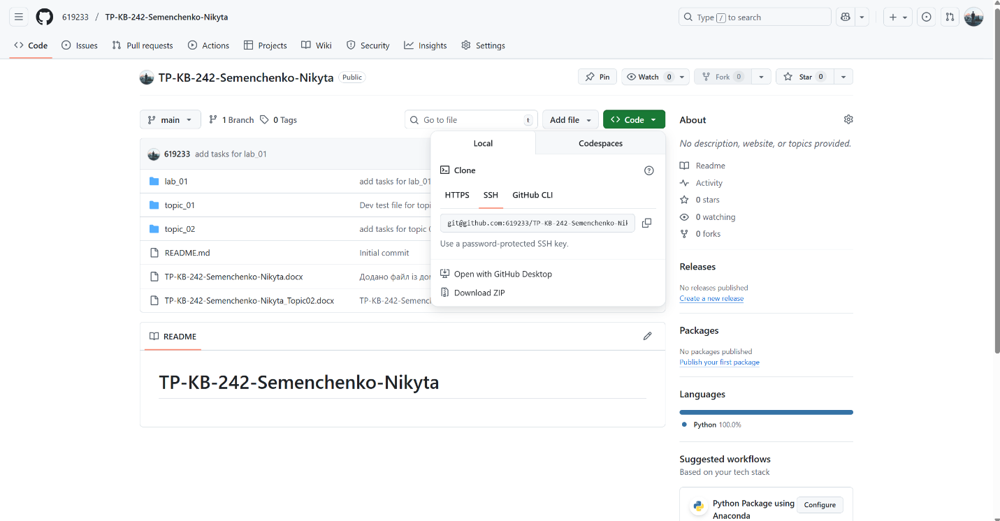 619233 / TP-KB-242-Semenchenko-Nikyta
Type / to search
Code Issues Pull requests Actions Projects Wiki Security Insights Settings
TP-KB-242-Semenchenko-Nikyta Public
Pin Watch 0 Fork 0 Star 0
main 1 Branch 0 Tags Go to file t Add file Code
619233 add tasks for lab_01
lab_01 add tasks for lab_01
topic_01 Dev test file for topi
topic_02 add tasks for topic
README.md Initial commit
TP-KB-242-Semenchenko-Nikyta.docx Додано файл із до
TP-KB-242-Semenchenko-Nikyta_Topic02.docx TP-KB-242-Semenc
Local Codespaces
Clone
HTTPS SSH GitHub CLI
git@github.com:619233/TP-KB-242-Semenchenko-Nik
Use a password-protected SSH key.
Open with GitHub Desktop
Download ZIP
README
TP-KB-242-Semenchenko-Nikyta
About
No description, website, or topics provided.
Readme
Activity
0 stars
0 watching
0 forks
Releases
No releases published
Create a new release
Packages
No packages published
Publish your first package
Languages
Python 100.0%
Suggested workflows
Based on your tech stack
Python Package using
Anaconda
Configure